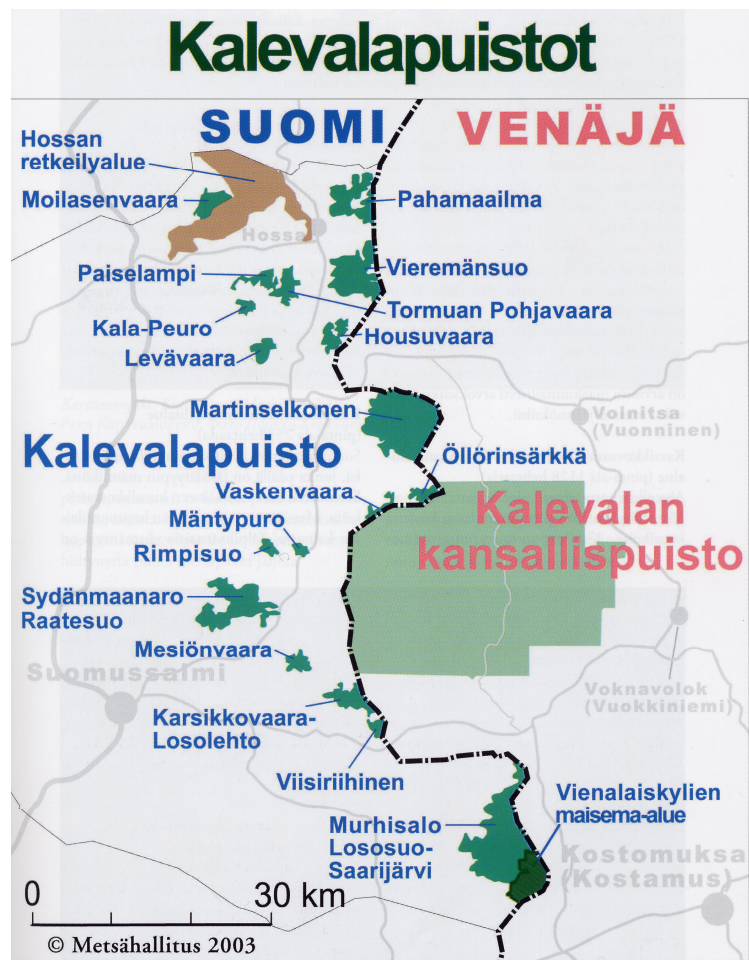 Kalevalapuistot
SUOMI
VENÄJÄ
Hossan
retkeilyalue
Moilasenvaara
Pahamaailma
Hossa
Paiselampi
Vieremänsuo
Tormuan Pohjavaara
Kala-Peuro
Housuvaara
Levävaara
Martinselkonen
Voinitsa
(Vuonninen)
Kalevalapuisto
Öllörinsärkkä
Vaskenvaara
Kalevalan
kansallispuisto
Mäntypuro
Rimpisuo
Sydänmaanaro
Raatesuo
Mesiönvaara
Suomussalmi
Voknavolok
(Vuokkiniemi)
Karsikkovaara-
Losolehto
Viisiriihinen
Vienalaiskylien
maisema-alue
Murhisalo
Lososuo-
Saarijärvi
Kostomuksa
(Kostamus)
0 30 km
© Metsähallitus 2003